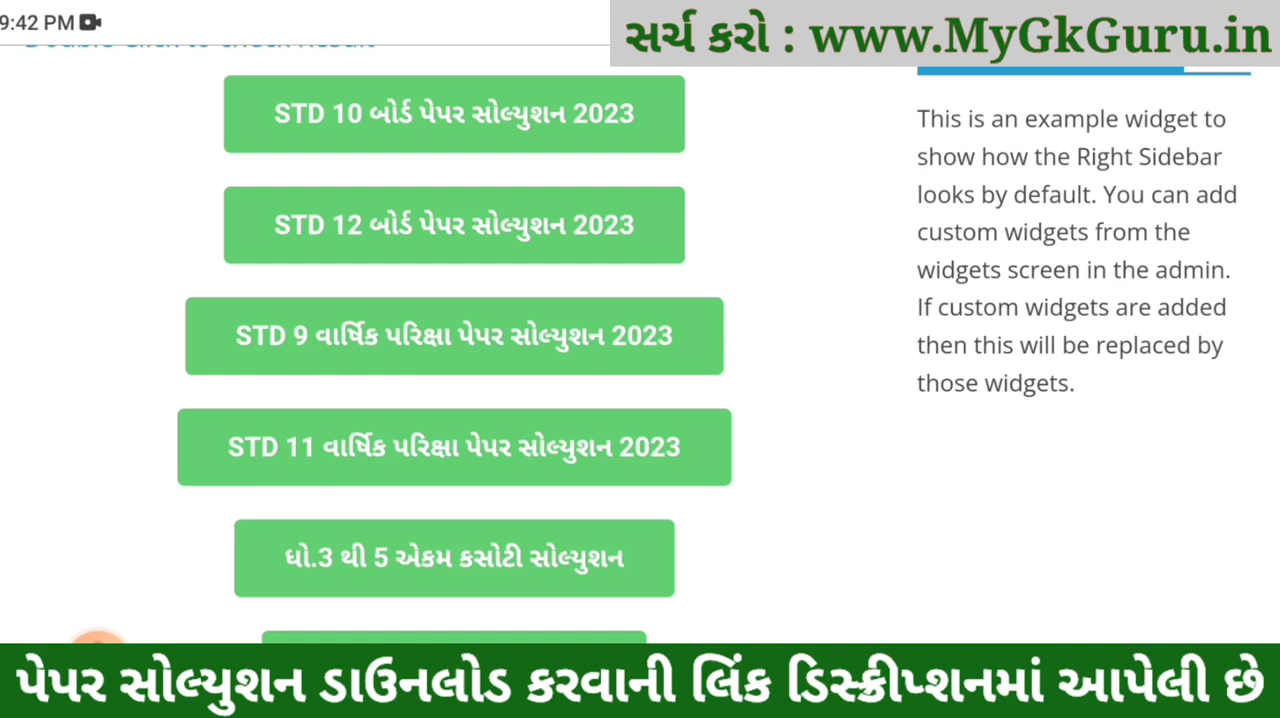 9:42 PM
સર્ચ કરો : www.MyGkGuru.in
STD 10 બોર્ડ પેપર સોલ્યુશન 2023
STD 12 બોર્ડ પેપર સોલ્યુશન 2023
STD 9 વાર્ષિક પરિક્ષા પેપર સોલ્યુશન 2023
STD 11 વાર્ષિક પરિક્ષા પેપર સોલ્યુશન 2023
ધો.3 થી 5 એકમ કસોટી સોલ્યુશન
This is an example widget to
show how the Right Sidebar
looks by default. You can add
custom widgets from the
widgets screen in the admin.
If custom widgets are added
then this will be replaced by
those widgets.
પેપર સોલ્યુશન ડાઉનલોડ કરવાની લિંક ડિસ્ક્રીપ્શનમાં આપેલી છે